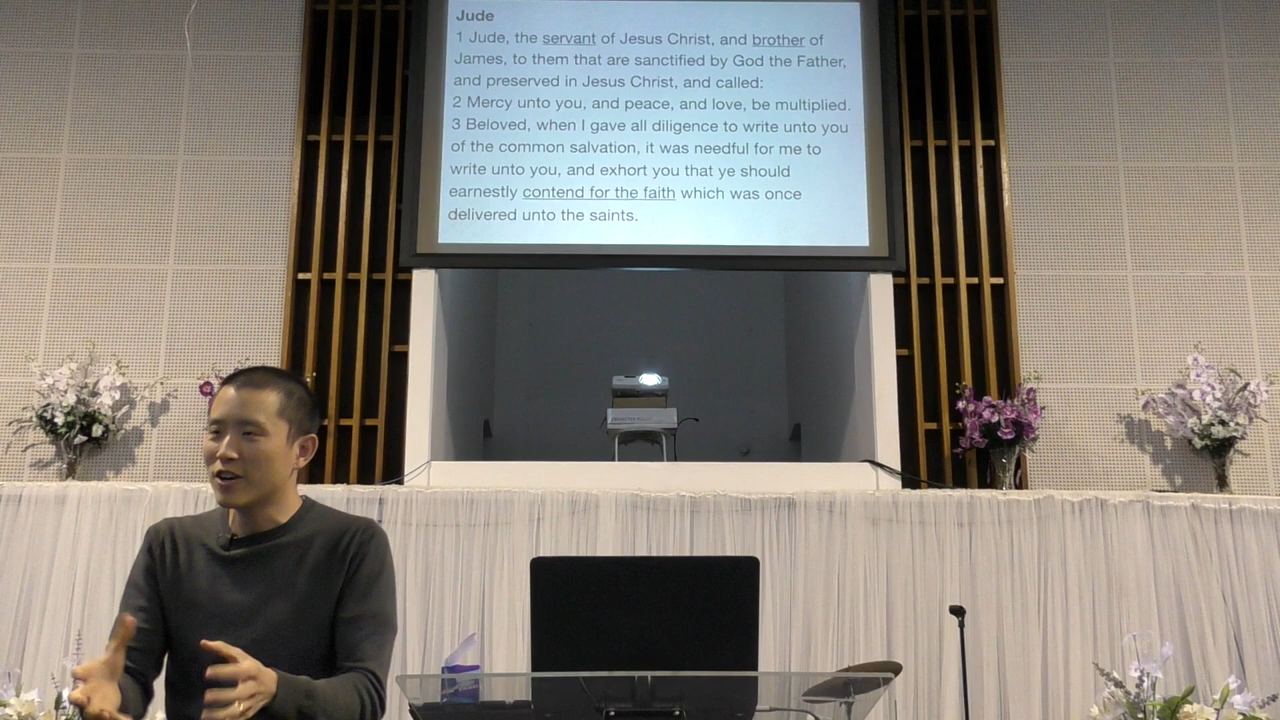 Jude
1 Jude, the servant of Jesus Christ, and brother of
James, to them that are sanctified by God the Father,
and preserved in Jesus Christ, and called:
2 Mercy unto you, and peace, and love, be multiplied.
3 Beloved, when I gave all diligence to write unto you
of the common salvation, it was needful for me to
write unto you, and exhort you that ye should
earnestly contend for the faith which was once
delivered unto the saints.